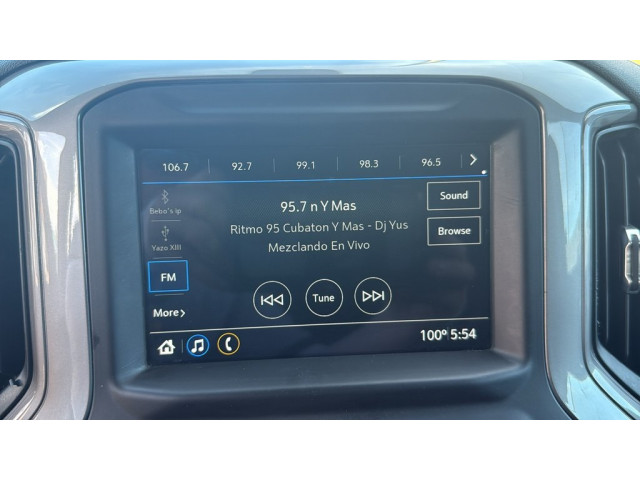 106.7 92.7 99.1 98.3 96.5
Bebo's ip
95.7 n Y Mas
Sound
Ritmo 95 Cubaton Y Mas - Dj Yus
Browse
Yazo XIII
Mezclando En Vivo
FM
Tune
More
100° 5:54